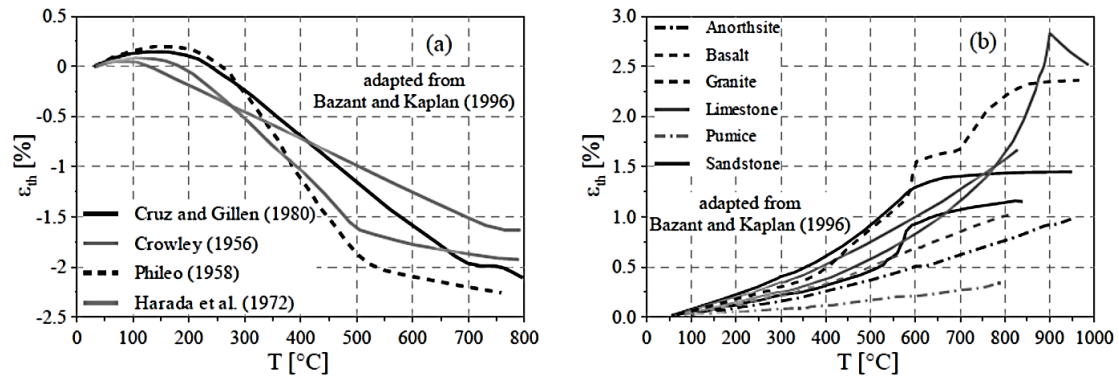 0.5
0
-0.5
-1
-1.5
-2
-2.5
ε_th [%]
(a)
adapted from
Bazant and Kaplan (1996)
Cruz and Gillen (1980)
Crowley (1956)
Phileo (1958)
Harada et al. (1972)
0 100 200 300 400 500 600 700 800
T [°C]
3.0
2.5
2.0
1.5
1.0
0.5
0.0
ε_th [%]
(b)
Anorthsite
Basalt
Granite
Limestone
Pumice
Sandstone
adapted from
Bazant and Kaplan (1996)
0 100 200 300 400 500 600 700 800 900 1000
T [°C]